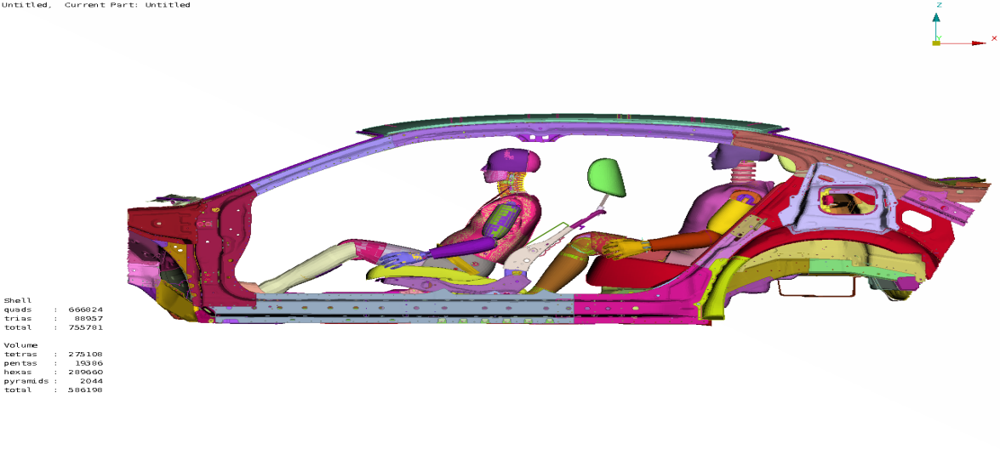 Untitled, Current Part: Untitled
Z
Y
X
Shell
quads : 666824
trias : 88957
total : 755781
Volume
tetras : 275108
pentas : 19386
hexas : 289660
pyramids : 2044
total : 586198